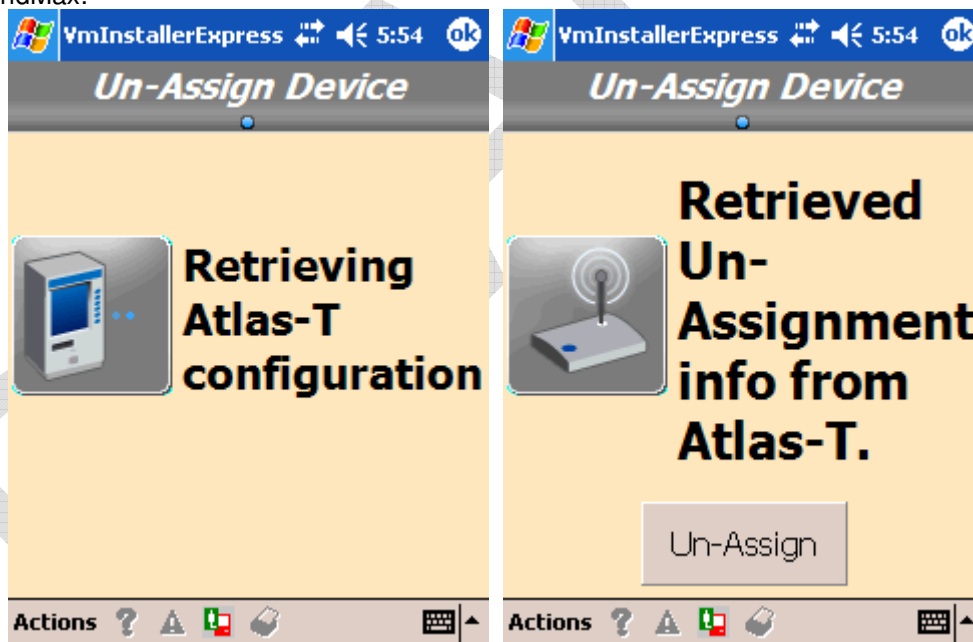 VmInstallerExpress 5:54 ok
Un-Assign Device
Retrieving
Atlas-T
configuration
Actions
VmInstallerExpress 5:54 ok
Un-Assign Device
Retrieved
Un-
Assignment
info from
Atlas-T.
Un-Assign
Actions